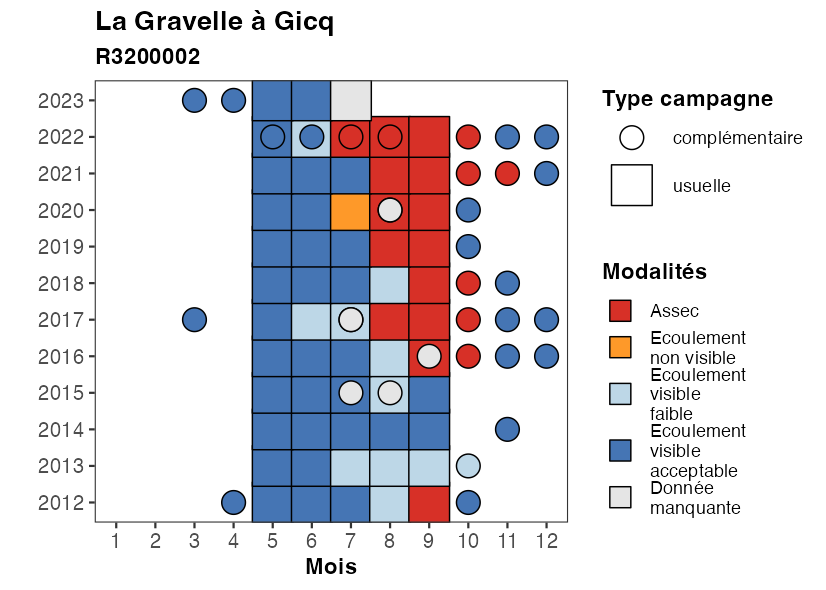 La Gravelle à Gicq
R3200002
2023
2022
2021
2020
2019
2018
2017
2016
2015
2014
2013
2012
1 2 3 4 5 6 7 8 9 10 11 12
Mois
Type campagne
complémentaire
usuelle
Modalités
Assec
Ecoulement
non visible
Ecoulement
visible
faible
Ecoulement
visible
acceptable
Donnée
manquante